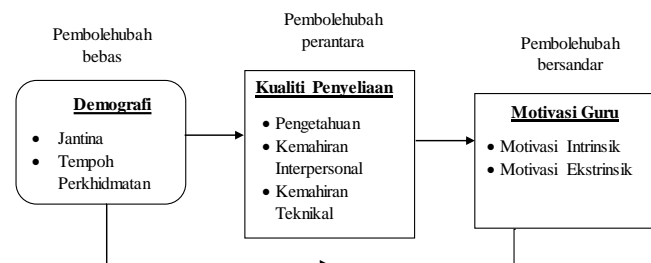 Pembolehubah
bebas
Pembolehubah
perantara
Pembolehubah
bersandar
Demografi
• Jantina
• Tempoh
Perkhidmatan
Kualiti Penyeliaan
• Pengetahuan
• Kemahiran
Interpersonal
• Kemahiran
Teknikal
Motivasi Guru
• Motivasi Intrinsik
• Motivasi Ekstrinsik